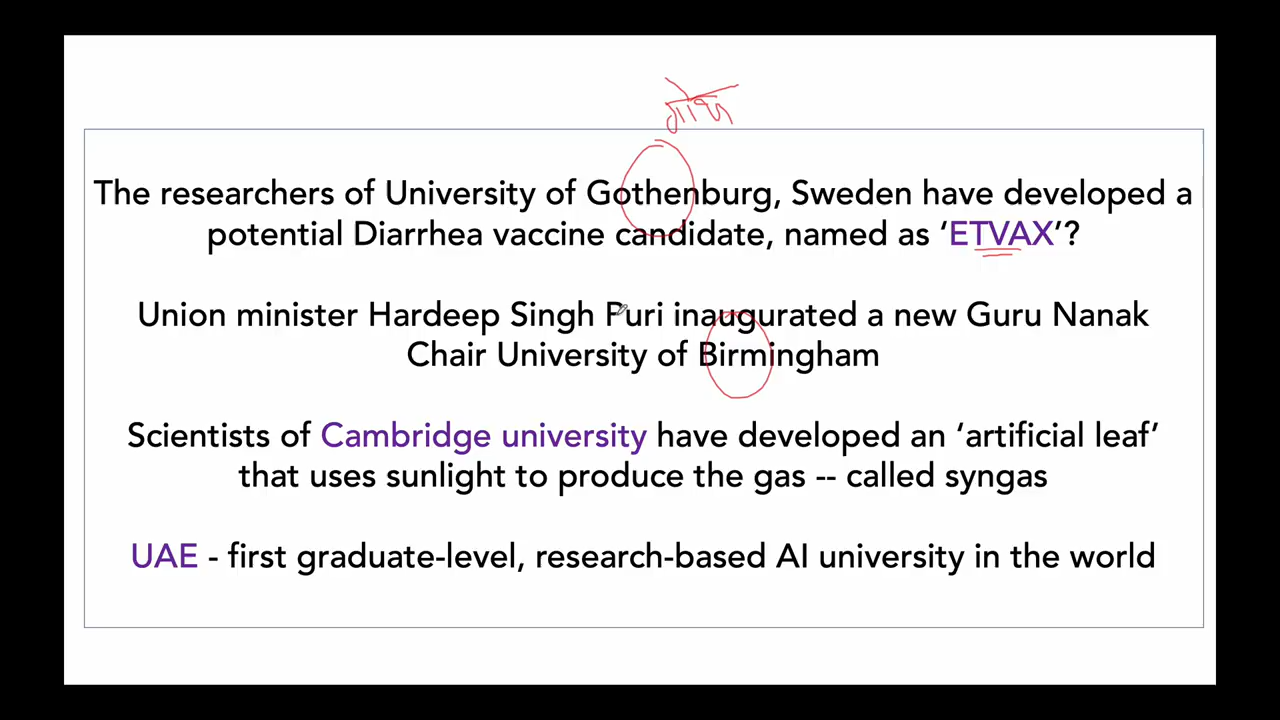 The researchers of University of Gothenburg, Sweden have developed a
potential Diarrhea vaccine candidate, named as ‘ETVAX’?
Union minister Hardeep Singh Puri inaugurated a new Guru Nanak
Chair University of Birmingham
Scientists of Cambridge university have developed an ‘artificial leaf’
that uses sunlight to produce the gas -- called syngas
UAE - first graduate-level, research-based AI university in the world